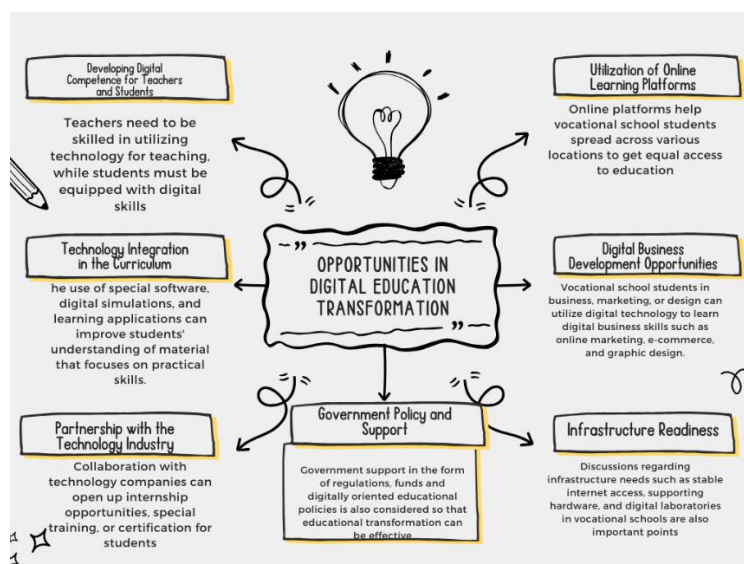 Developing Digital
Competence for Teachers
and Students
Teachers need to be
skilled in utilizing
technology for teaching,
while students must be
equipped with digital
skills
Utilization of Online
Learning Platforms
Online platforms help
vocational school students
spread across various
locations to get equal access
to education
OPPORTUNITIES IN
DIGITAL EDUCATION
TRANSFORMATION
Technology Integration
in the Curriculum
he use of special software,
digital simulations, and
learning applications can
improve students'
understanding of material
that focuses on practical
skills.
Digital Business
Development Opportunities
Vocational school students in
business, marketing, or design can
utilize digital technology to learn
digital business skills such as
online marketing, e-commerce,
and graphic design.
Partnership with the
Technology Industry
Collaboration with
technology companies can
open up internship
opportunities, special
training, or certification for
students
Government Policy and
Support
Government support in the form
of regulations, funds and
digitally oriented educational
policies is also considered so that
educational transformation can
be effective
Infrastructure Readiness
Discussions regarding
infrastructure needs such as stable
internet access, supporting
hardware, and digital laboratories
in vocational schools are also
important points